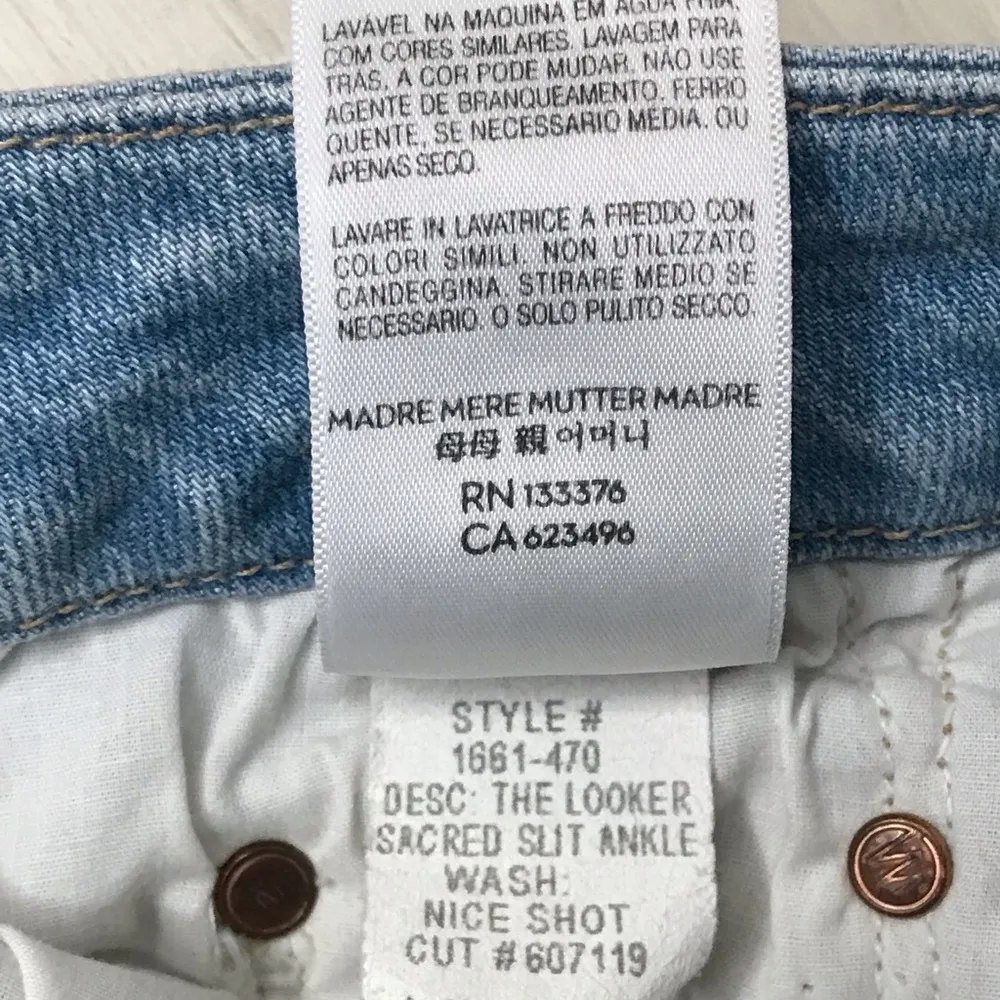 LAVÁVEL NA MAQUINA EM ÁGUA FRIA
COM CORES SIMILARES. LAVAGEM PARA
TRÁS. A COR PODE MUDAR. NÃO USE
AGENTE DE BRANQUEAMENTO. FERRO
QUENTE, SE NECESSARIO MEDIA. OU
APENAS SECO.
LAVARE IN LAVATRICE A FREDDO CON
COLORI SIMILI. NON UTILIZZATO
CANDEGGINA. STIRARE MEDIO SE
NECESSARIO. O SOLO PULITO SECCO.
MADRE MERE MUTTER MADRE
母母 親 어머니
RN 133376
CA 623496
STYLE #
1661-470
DESC: THE LOOKER
SACRED SLIT ANKLE
WASH:
NICE SHOT
CUT # 607119